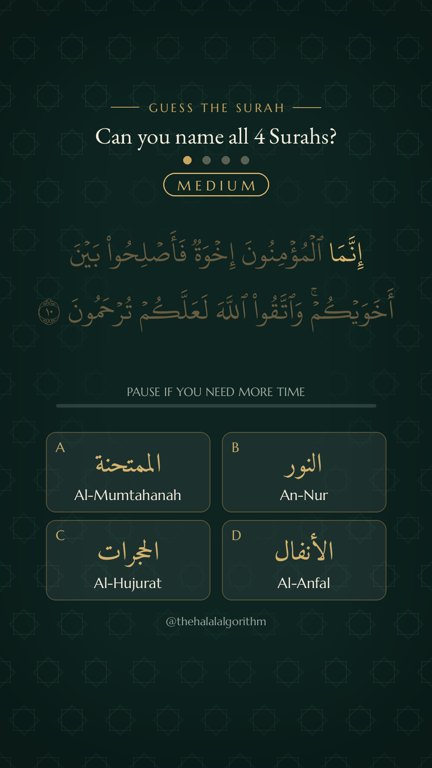 GUESS THE SURAH
Can you name all 4 Surahs?
MEDIUM
إِنَّمَا ٱلْمُؤْمِنُونَ إِخْوَةٌ فَأَصْلِحُوا۟ بَيْنَ
أَخَوَيْكُمْ ۚ وَٱتَّقُوا۟ ٱللَّهَ لَعَلَّكُمْ تُرْحَمُونَ ١٠
PAUSE IF YOU NEED MORE TIME
A
الممتحنة
Al-Mumtahanah
B
النور
An-Nur
C
الحجرات
Al-Hujurat
D
الأنفال
Al-Anfal
@thehalalalgorithm